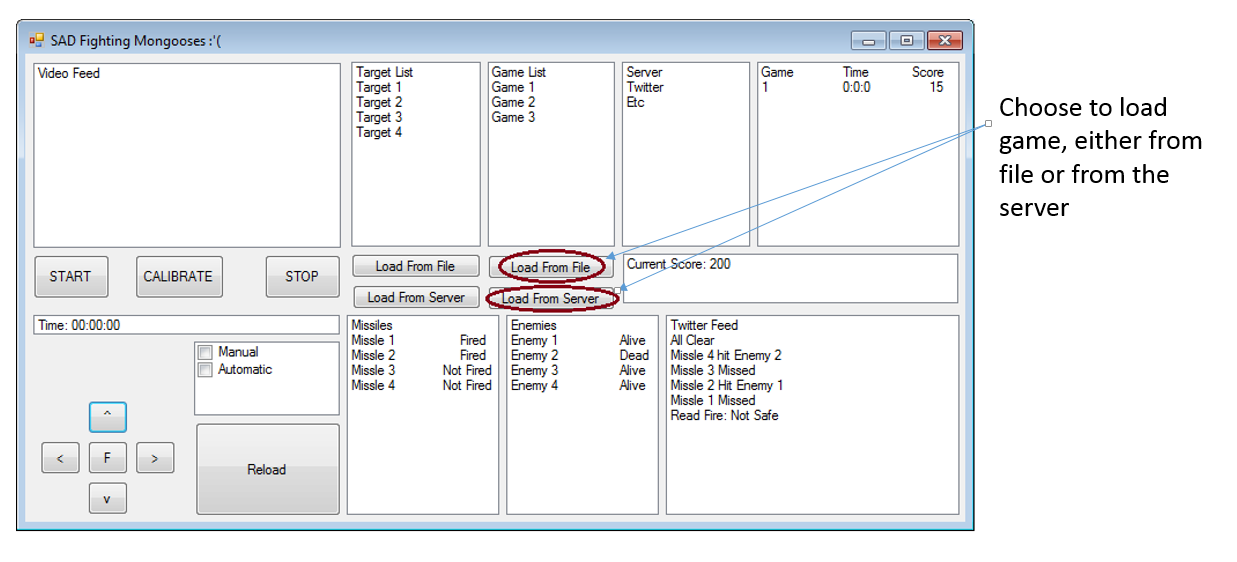 SAD Fighting Mongooses :'(
Video Feed
Target List
Target 1
Target 2
Target 3
Target 4
Game List
Game 1
Game 2
Game 3
Server
Twitter
Etc
Game Time Score
1 0:0:0 15
Choose to load
game, either from
file or from the
server
START CALIBRATE STOP
Load From File
Load From Server
Load From File
Load From Server
Current Score: 200
Time: 00:00:00
Manual
Automatic
^
< F >
v
Reload
Missiles
Missle 1 Fired
Missle 2 Fired
Missle 3 Not Fired
Missle 4 Not Fired
Enemies
Enemy 1 Alive
Enemy 2 Dead
Enemy 3 Alive
Enemy 4 Alive
Twitter Feed
All Clear
Missle 4 hit Enemy 2
Missle 3 Missed
Missle 2 Hit Enemy 1
Missle 1 Missed
Read Fire: Not Safe